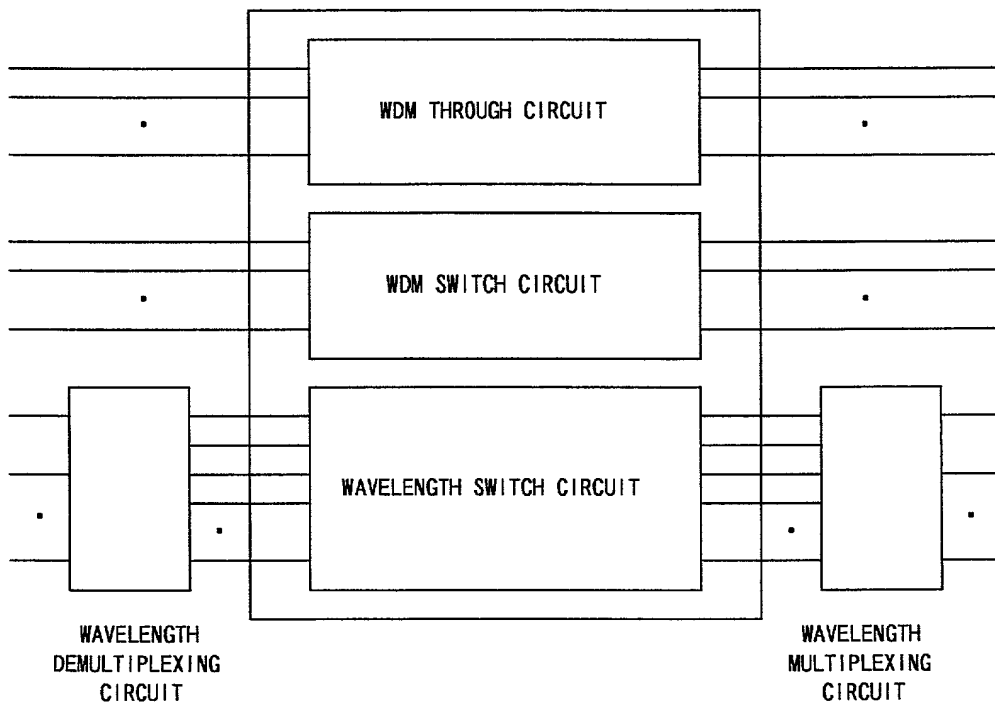 WDM THROUGH CIRCUIT
WDM SWITCH CIRCUIT
WAVELENGTH SWITCH CIRCUIT
WAVELENGTH
DEMULTIPLEXING
CIRCUIT
WAVELENGTH
MULTIPLEXING
CIRCUIT